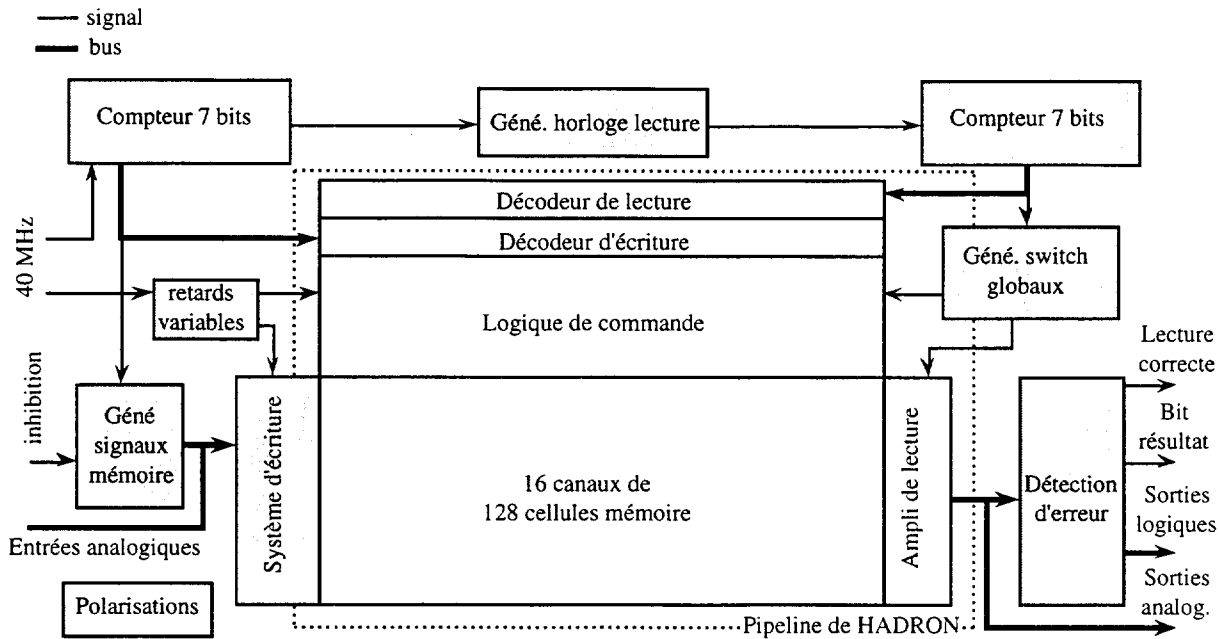 signal
bus
Compteur 7 bits
Géné. horloge lecture
Compteur 7 bits
Décodeur de lecture
Décodeur d'écriture
40 MHz
retards
variables
Logique de commande
Géné. switch
globaux
inhibition
Géné
signaux
mémoire
Système d'écriture
16 canaux de
128 cellules mémoire
Ampli de lecture
Détection
d'erreur
Lecture
correcte
Bit
résultat
Sorties
logiques
Sorties
analog.
Entrées analogiques
Polarisations
Pipeline de HADRON